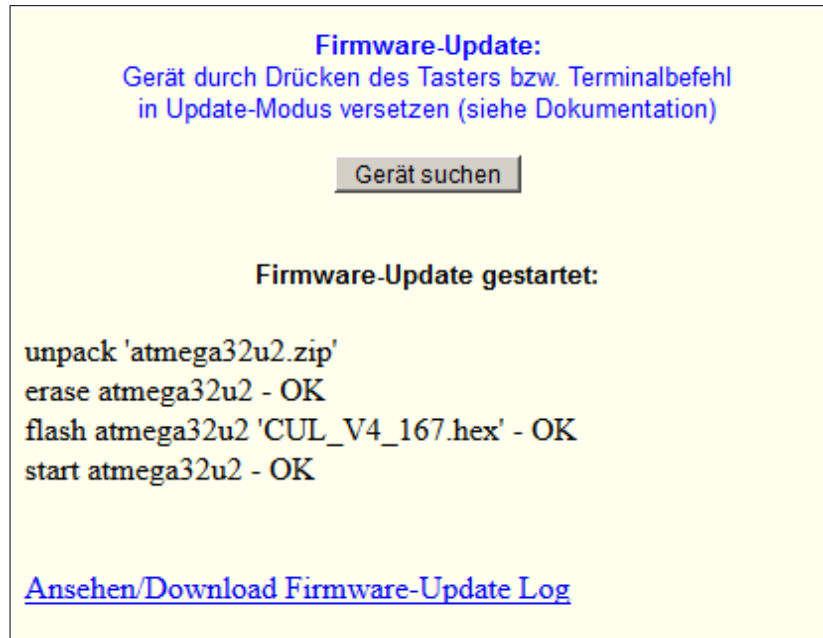 Firmware-Update:
Gerät durch Drücken des Tasters bzw. Terminalbefehl
in Update-Modus versetzen (siehe Dokumentation)
Gerät suchen
Firmware-Update gestartet:
unpack 'atmega32u2.zip'
erase atmega32u2 - OK
flash atmega32u2 'CUL_V4_167.hex' - OK
start atmega32u2 - OK
Ansehen/Download Firmware-Update Log